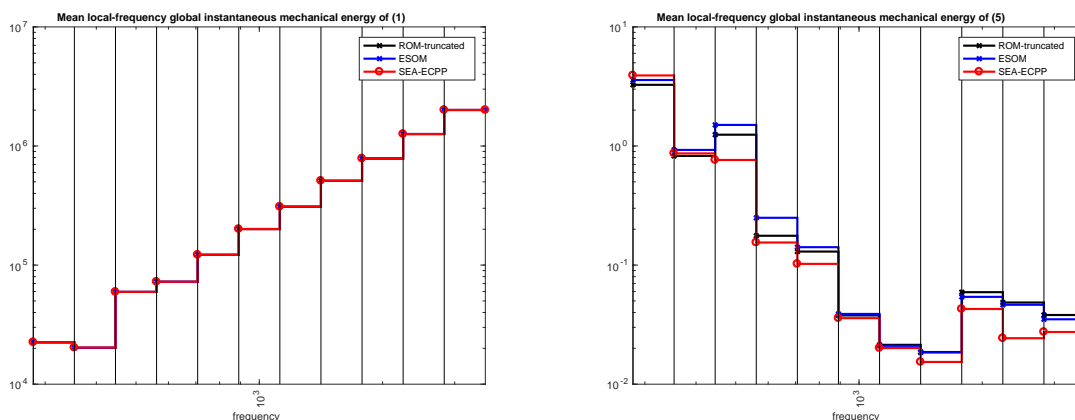 Mean local-frequency global instantaneous mechanical energy of (1)
10^7
10^6
10^5
10^4
ROM-truncated
ESOM
SEA-ECPP
10^3
frequency
Mean local-frequency global instantaneous mechanical energy of (5)
10^1
10^0
10^-1
10^-2
ROM-truncated
ESOM
SEA-ECPP
10^3
frequency